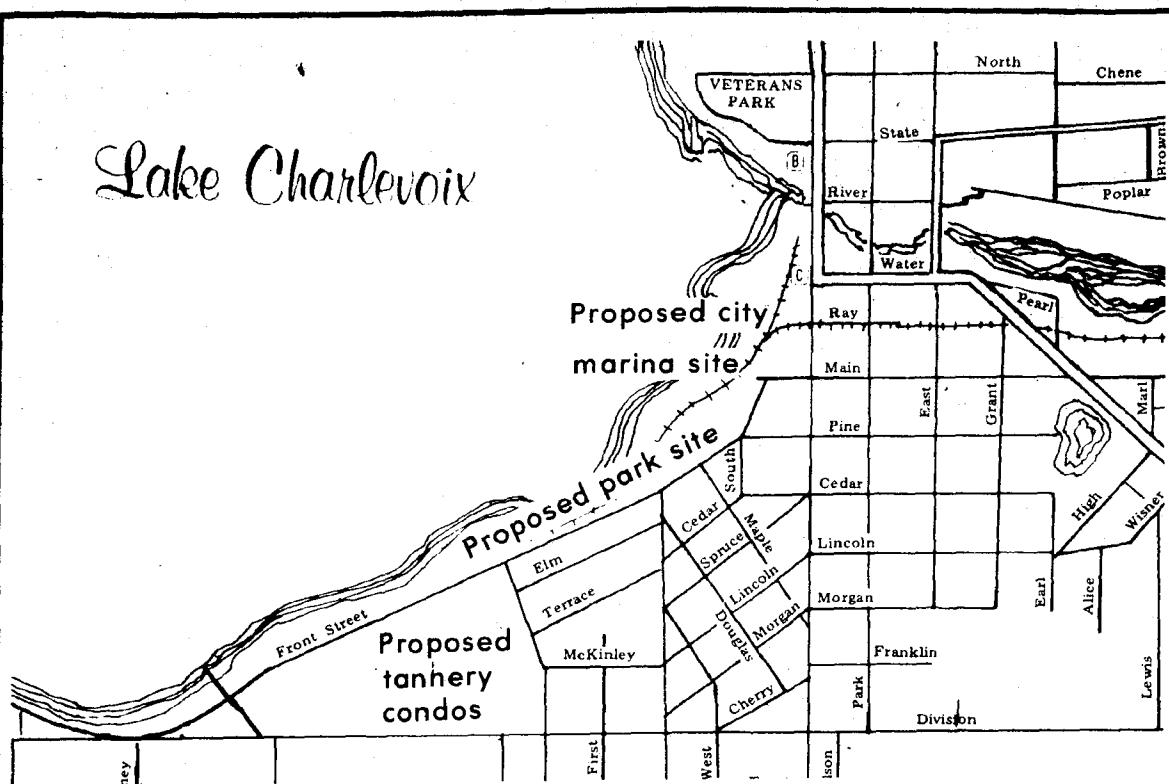 Lake Charlevoix
North
Chene
VETERANS
PARK
State
Brown
B
River
Poplar
Water
C
Pearl
Proposed city
marina site
Ray
Main
East
Grant
Marl
Pine
Proposed park site
South
Cedar
High
Wisner
Cedar
Maple
Spruce
Lincoln
Elm
Terrace
Lincoln
Earl
Alice
Morgan
Morgan
Front Street
Douglas
Proposed
tannery
condos
McKinley
Franklin
Cherry
Park
Lewis
Division
ney
First
West
lson